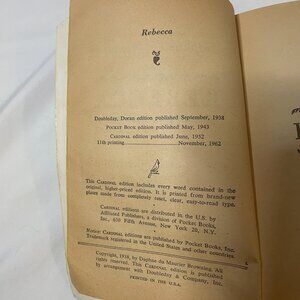 Rebecca
Doubleday, Doran edition published September, 1938
POCKET BOOK edition published May, 1943
CARDINAL edition published June, 1952
11th printing November, 1962
This CARDINAL edition includes every word contained in the
original, higher-priced edition. It is printed from brand-new
plates made from completely reset, clear, easy-to-read type.
CARDINAL editions are distributed in the U.S. by
Affiliated Publishers, a division of Pocket Books,
Inc., 630 Fifth Avenue, New York 20, N.Y.
Notice: CARDINAL editions are published by Pocket Books, Inc.
Trademark registered in the United States and other countries.
Copyright, 1938, by Daphne du Maurier Browning. All
rights reserved. This CARDINAL edition is published
by arrangement with Doubleday & Company, Inc.
PRINTED IN THE U.S.A.